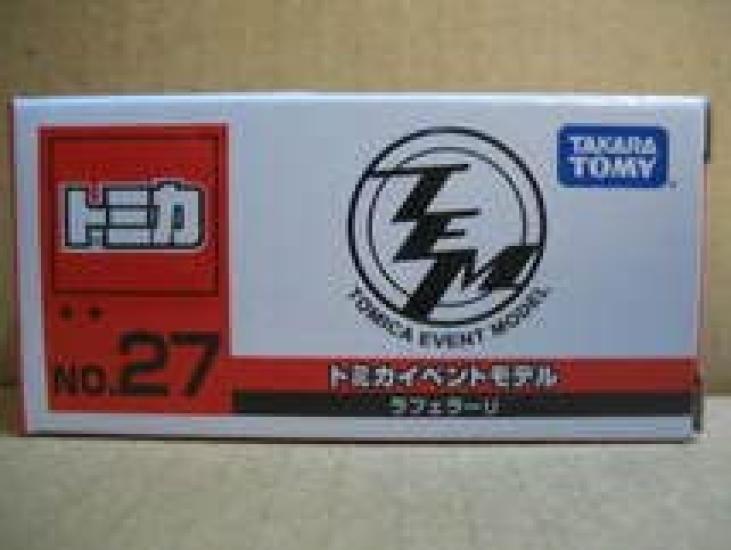 トミカ
NO.27
TEM
TOMICA EVENT MODEL
TAKARA
TOMY
トミカイベントモデル
ラフェラーリ